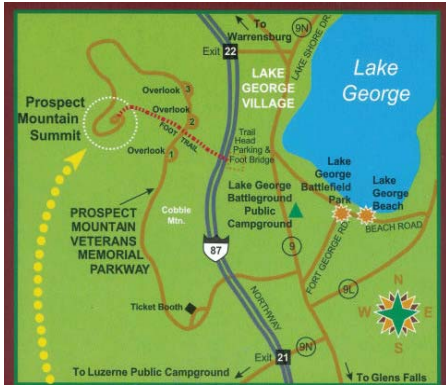 To
Warrensburg
9N
LAKE SHORE DR.
Exit 22
LAKE
GEORGE
VILLAGE
Lake
George
Overlook 3
Overlook
2
Prospect
Mountain
Summit
FOOT TRAIL
Overlook
1
Trail
Head
Parking &
Foot Bridge
Lake
George
Battlefield
Park
Lake
George
Beach
Lake George
Battleground
Public
Campground
PROSPECT
MOUNTAIN
VETERANS
MEMORIAL
PARKWAY
Cobble
Mtn.
87
9
FORT GEORGE RD.
BEACH ROAD
NORTHWAY
Ticket Booth
9L
N
W
E
S
9N
Exit 21
To Luzerne Public Campground
To Glens Falls